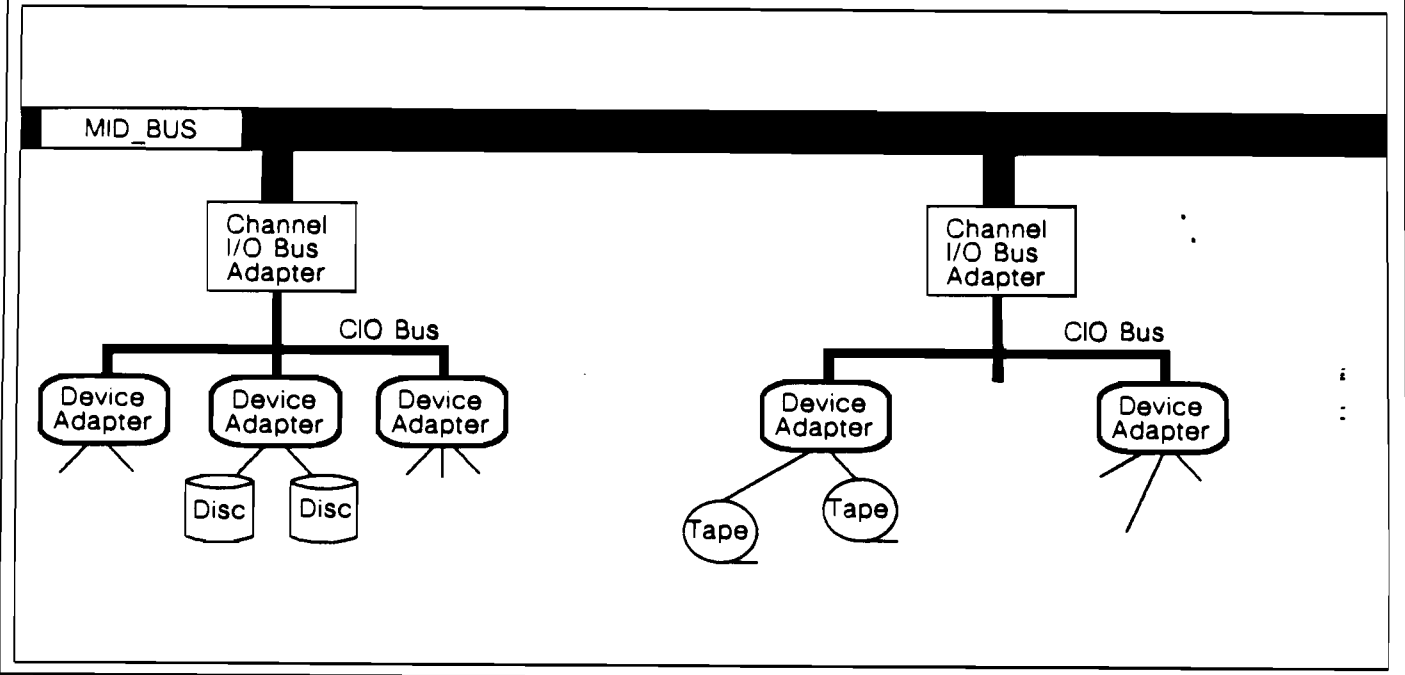 MID_BUS
Channel
I/O Bus
Adapter
Channel
I/O Bus
Adapter
CIO Bus
CIO Bus
Device
Adapter
Device
Adapter
Device
Adapter
Device
Adapter
Device
Adapter
Disc
Disc
Tape
Tape